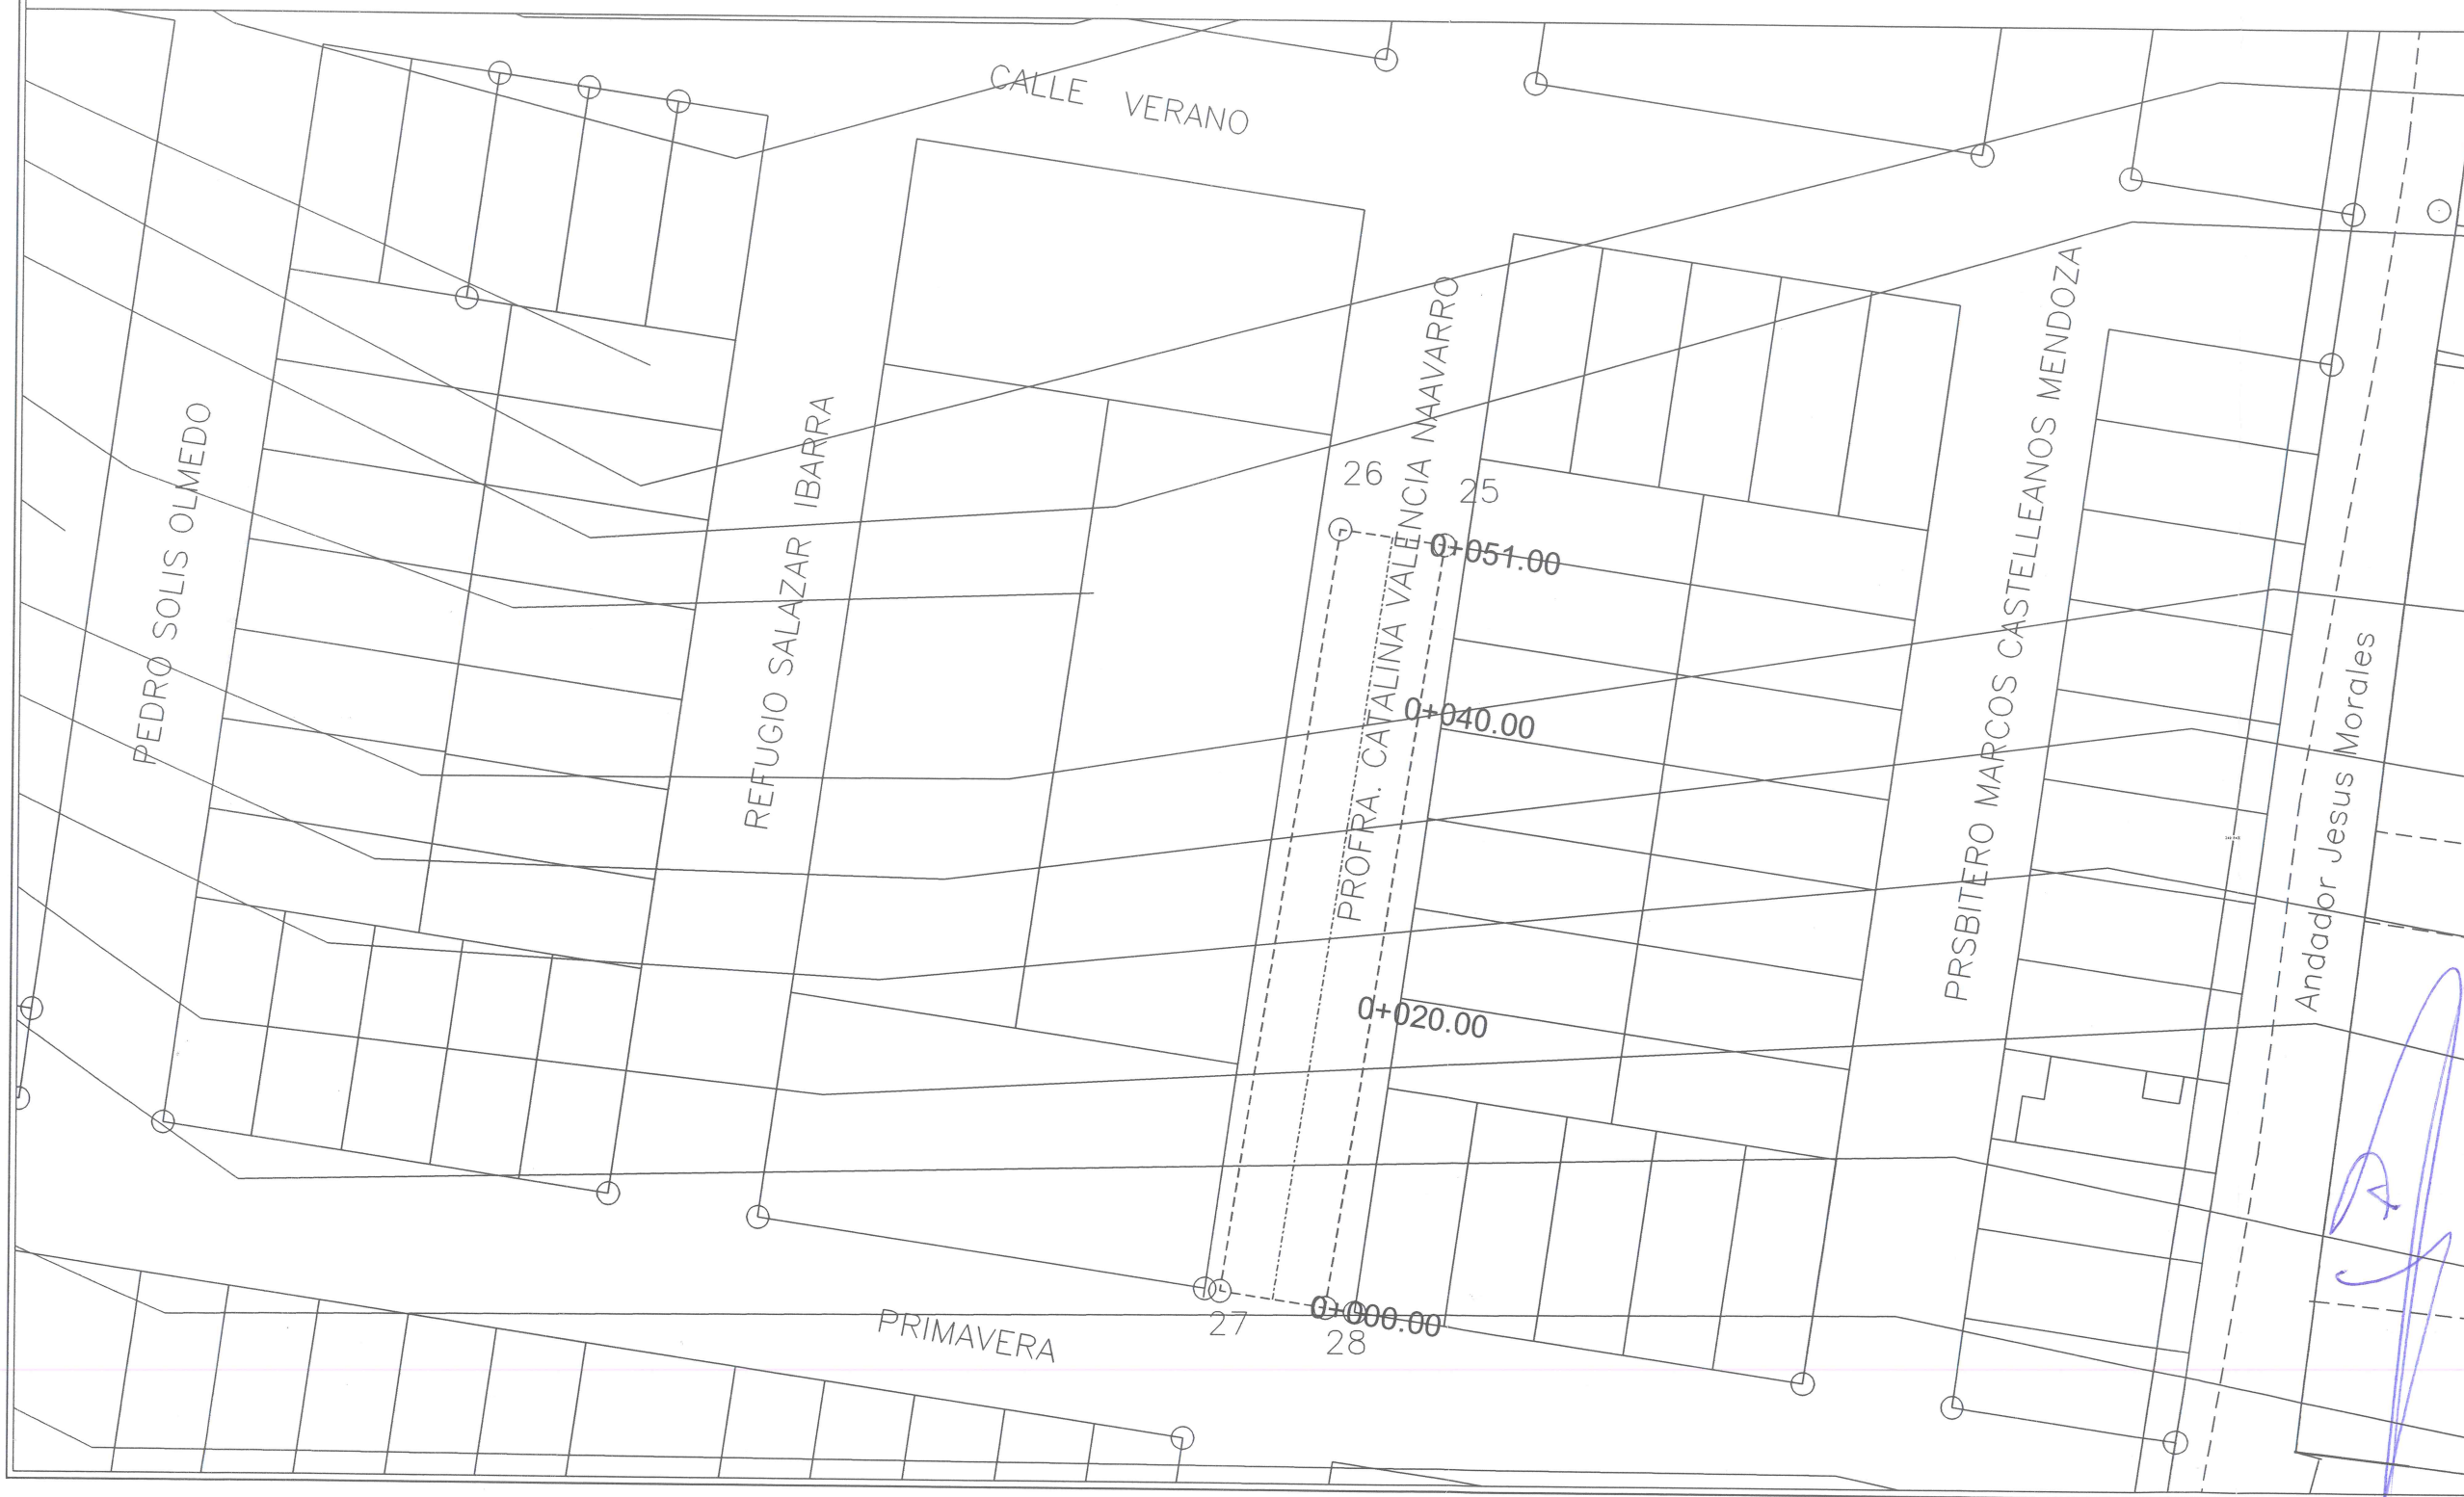 CALLE VERANO
PEDRO SOLIS OLMEDO
REFUGIO SALAZAR IBARRA
PROFRA. CATALINA VALENCIA NAAVARRO
PRSBITERO MARCOS CASTELLEANOS MENDOZA
Andador Jesus Morales
26
25
0+051.00
0+040.00
0+020.00
0+000.00
27
28
PRIMAVERA